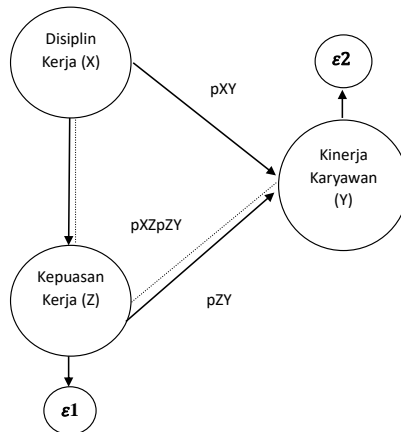 Disiplin
Kerja (X)
ε2
pXY
Kinerja
Karyawan
(Y)
pXZpZY
Kepuasan
Kerja (Z)
pZY
ε1